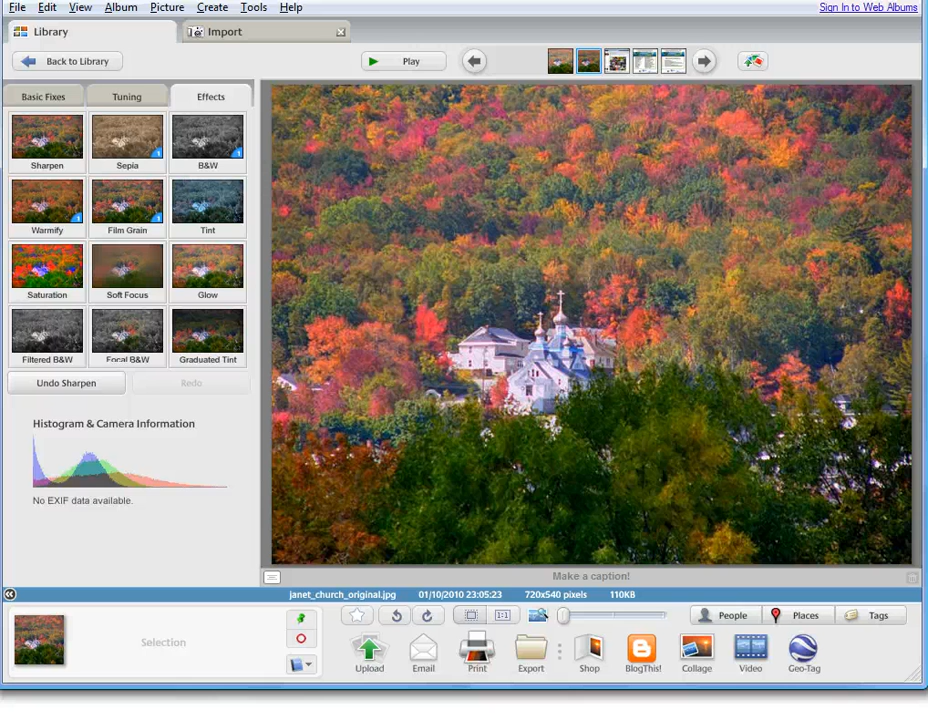 File Edit View Album Picture Create Tools Help Sign In to Web Albums
Library Import
Back to Library Play
Basic Fixes Tuning Effects
Sharpen Sepia B&W
Warmify Film Grain Tint
Saturation Soft Focus Glow
Filtered B&W Focal B&W Graduated Tint
Undo Sharpen Redo
Histogram & Camera Information
No EXIF data available.
Make a caption!
janet_church_original.jpg 01/10/2010 23:05:23 720x540 pixels 110KB
Selection
1:1 People Places Tags
Upload Email Print Export Shop BlogThis! Collage Video Geo-Tag